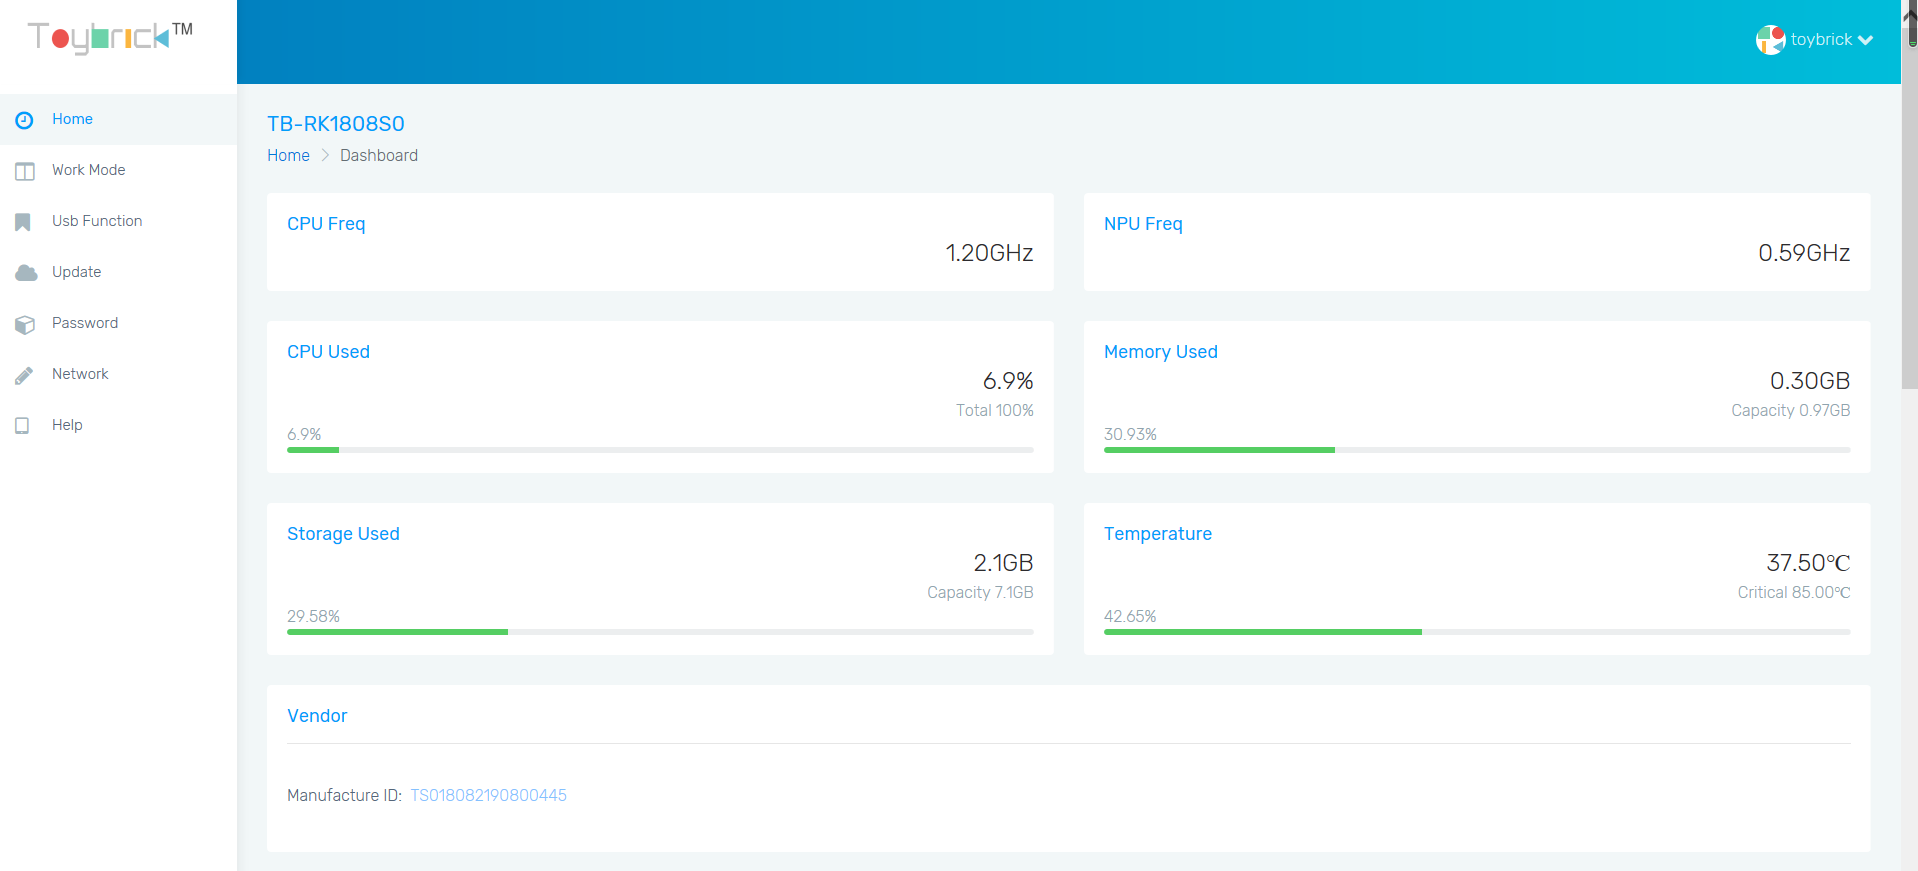 Toybrick™
toybrick
Home
Work Mode
Usb Function
Update
Password
Network
Help
TB-RK1808S0
Home > Dashboard
CPU Freq
1.20GHz
NPU Freq
0.59GHz
CPU Used
6.9%
Total 100%
6.9%
Memory Used
0.30GB
Capacity 0.97GB
30.93%
Storage Used
2.1GB
Capacity 7.1GB
29.58%
Temperature
37.50℃
Critical 85.00℃
42.65%
Vendor
Manufacture ID: TS018082190800445